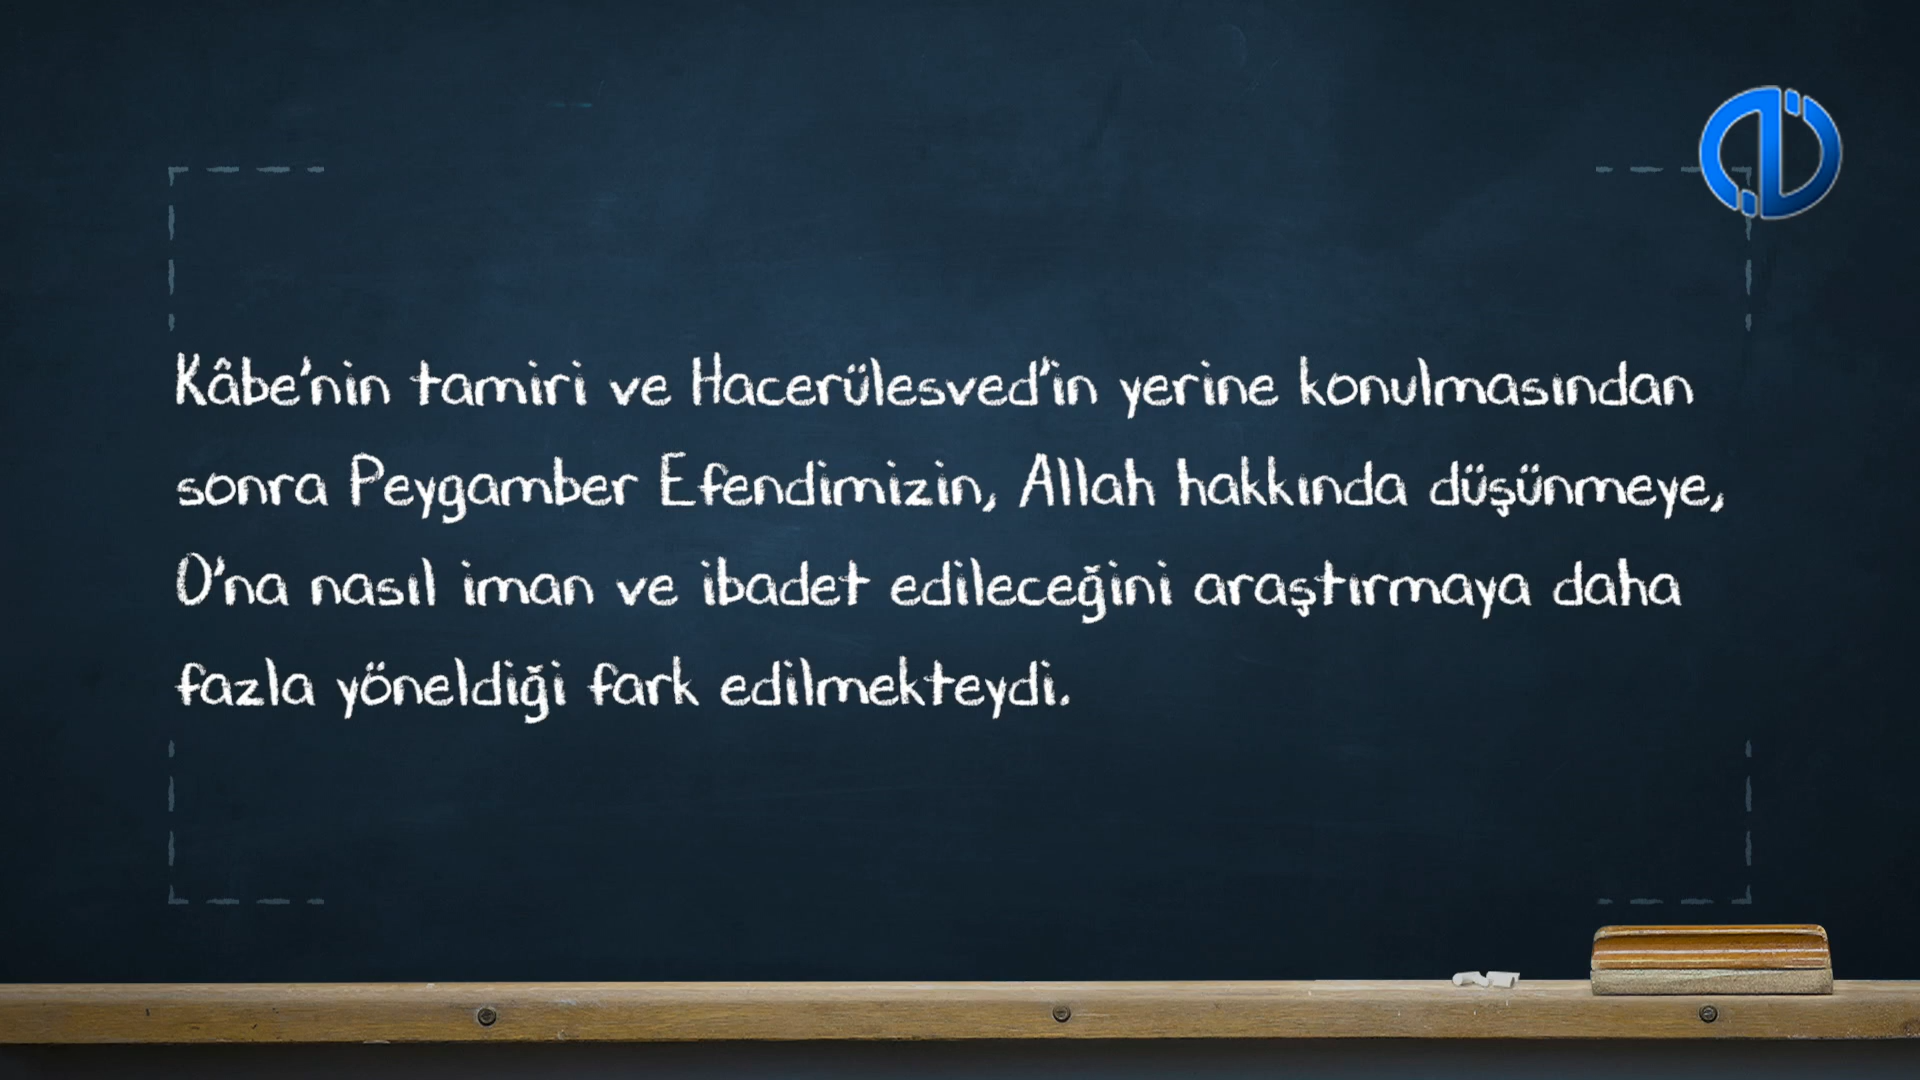 Kâbe'nin tamiri ve Hacerülesved'in yerine konulmasından
sonra Peygamber Efendimizin, Allah hakkında düşünmeye,
O'na nasıl iman ve ibadet edileceğini araştırmaya daha
fazla yöneldiği fark edilmekteydi.